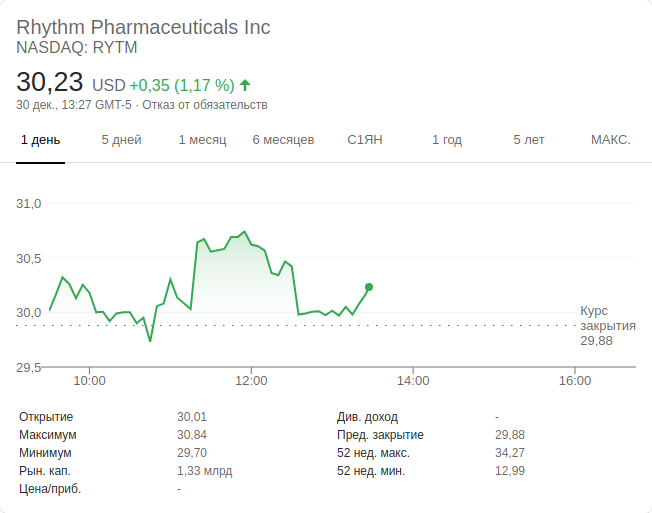 Rhythm Pharmaceuticals Inc
NASDAQ: RYTM
30,23 USD +0,35 (1,17 %)
30 дек., 13:27 GMT-5 · Отказ от обязательств
1 день 5 дней 1 месяц 6 месяцев С1ЯН 1 год 5 лет МАКС.
31,0
30,5
30,0
29,5
Курс
закрытия
29,88
10:00 12:00 14:00 16:00
Открытие 30,01 Див. доход -
Максимум 30,84 Пред. закрытие 29,88
Минимум 29,70 52 нед. макс. 34,27
Рын. кап. 1,33 млрд 52 нед. мин. 12,99
Цена/приб. -